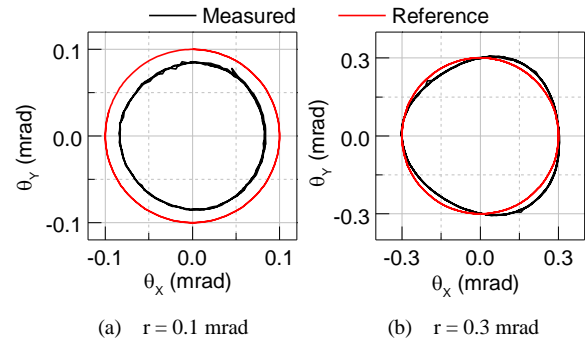 Measured Reference
0.1
0.0
-0.1
θY (mrad)
-0.1 0.0 0.1
θX (mrad)
0.3
0.0
-0.3
θY (mrad)
-0.3 0.0 0.3
θX (mrad)
(a) r = 0.1 mrad
(b) r = 0.3 mrad